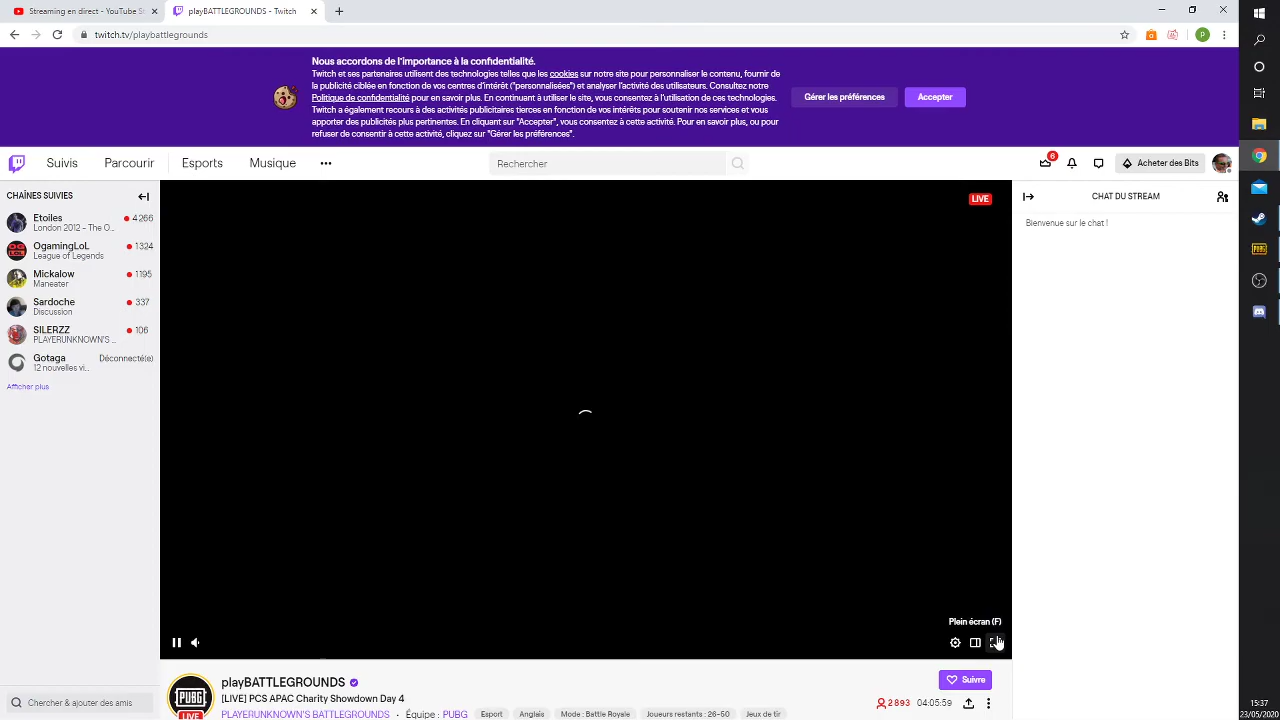 Streaming en direct - YouTube S
playBATTLEGROUNDS - Twitch
twitch.tv/playbattlegrounds
P
Nous accordons de l'importance à la confidentialité.
Twitch et ses partenaires utilisent des technologies telles que les cookies sur notre site pour personnaliser le contenu, fournir de
la publicité ciblée en fonction de vos centres d'intérêt ("personnalisées") et analyser l'activité des utilisateurs. Consultez notre
Politique de confidentialité pour en savoir plus. En continuant à utiliser le site, vous consentez à l'utilisation de ces technologies.
Twitch a également recours à des activités publicitaires tierces en fonction de vos intérêts pour soutenir nos services et vous
apporter des publicités plus pertinentes. En cliquant sur "Accepter", vous consentez à cette activité. Pour en savoir plus, ou pour
refuser de consentir à cette activité, cliquez sur "Gérer les préférences".
Gérer les préférences
Accepter
Suivis
Parcourir
Esports
Musique
Rechercher
6
Acheter des Bits
CHAÎNES SUIVIES
Etoiles 4 266
London 2012 - The O...
OgamingLoL 1 324
League of Legends
Mickalow 1 195
Maneater
Sardoche 337
Discussion
SILERZZ 106
PLAYERUNKNOWN'S ...
Gotaga Déconnecté(e)
12 nouvelles vi...
Afficher plus
Chercher & ajouter des amis
LIVE
Plein écran (F)
CHAT DU STREAM
Bienvenue sur le chat !
PUBG
LIVE
playBATTLEGROUNDS
[LIVE] PCS APAC Charity Showdown Day 4
PLAYERUNKNOWN'S BATTLEGROUNDS · Équipe : PUBG
Esport
Anglais
Mode : Battle Royale
Joueurs restants : 26-50
Jeux de tir
Suivre
2 893
04:05:59
PUBG
15:37
23/05/2020